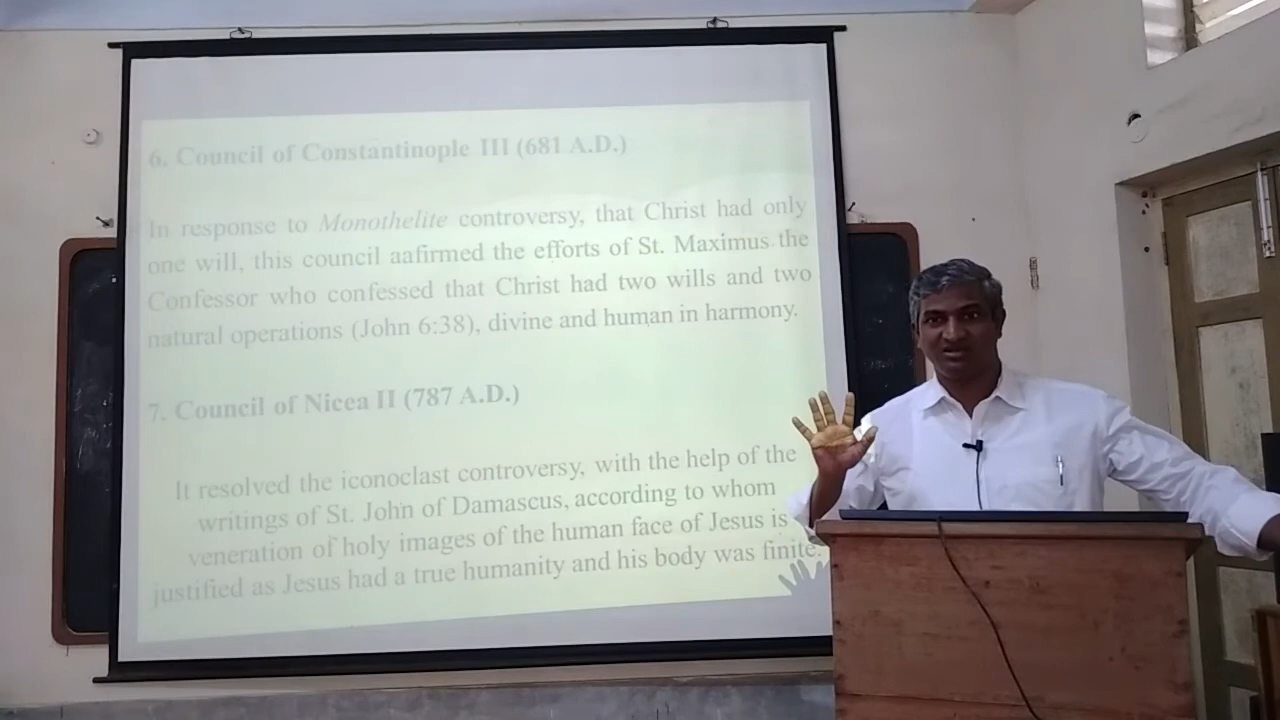 6. Council of Constantinople III (681 A.D.)
In response to Monothelite controversy, that Christ had only
one will, this council aafirmed the efforts of St. Maximus the
Confessor who confessed that Christ had two wills and two
natural operations (John 6:38), divine and human in harmony.
7. Council of Nicea II (787 A.D.)
It resolved the iconoclast controversy, with the help of the
writings of St. John of Damascus, according to whom
veneration of holy images of the human face of Jesus is
justified as Jesus had a true humanity and his body was finite.